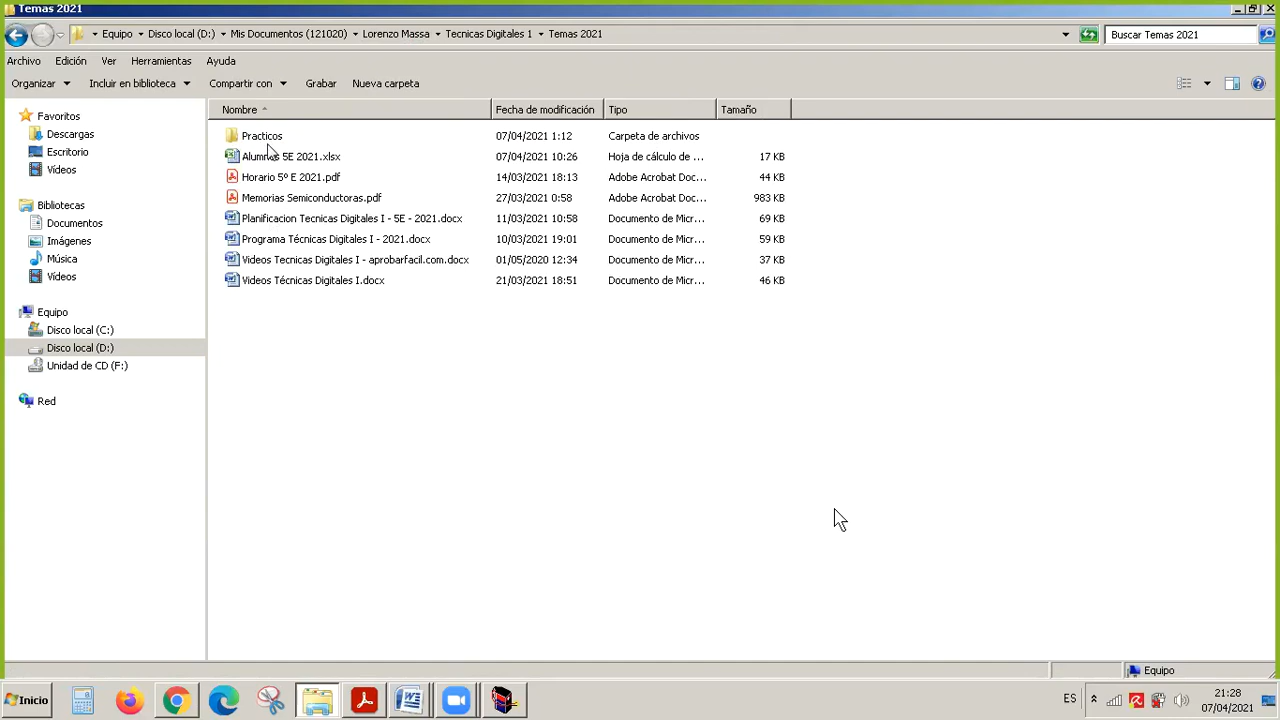 Temas 2021
Equipo Disco local (D:) Mis Documentos (121020) Lorenzo Massa Tecnicas Digitales 1 Temas 2021
Buscar Temas 2021
Archivo Edición Ver Herramientas Ayuda
Organizar Incluir en biblioteca Compartir con Grabar Nueva carpeta
Nombre Fecha de modificación Tipo Tamaño
Favoritos
Descargas
Escritorio
Vídeos
Bibliotecas
Documentos
Imágenes
Música
Vídeos
Equipo
Disco local (C:)
Disco local (D:)
Unidad de CD (F:)
Red
Practicos 07/04/2021 1:12 Carpeta de archivos
Alumnos 5E 2021.xlsx 07/04/2021 10:26 Hoja de cálculo de ... 17 KB
Horario 5º E 2021.pdf 14/03/2021 18:13 Adobe Acrobat Doc... 44 KB
Memorias Semiconductoras.pdf 27/03/2021 0:58 Adobe Acrobat Doc... 983 KB
Planificacion Tecnicas Digitales I - 5E - 2021.docx 11/03/2021 10:58 Documento de Micr... 69 KB
Programa Técnicas Digitales I - 2021.docx 10/03/2021 19:01 Documento de Micr... 59 KB
Videos Tecnicas Digitales I - aprobarfacil.com.docx 01/05/2020 12:34 Documento de Micr... 37 KB
Videos Técnicas Digitales I.docx 21/03/2021 18:51 Documento de Micr... 46 KB
Equipo
Inicio
ES
21:28
07/04/2021